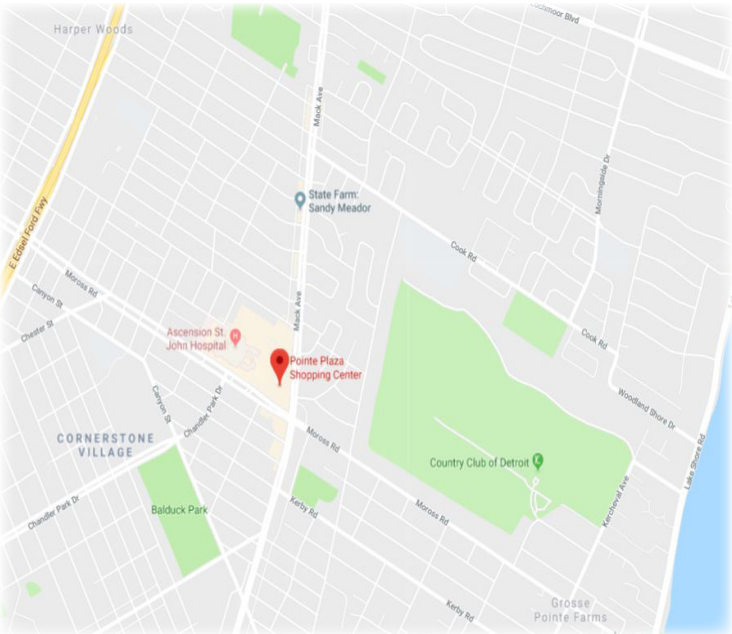 Harper Woods
Mack Ave
State Farm:
Sandy Meador
Morningside Dr
E Edsel Ford Fwy
Cook Rd
Moross Rd
Canyon St
Chester St
Mack Ave
Ascension St.
John Hospital
H
Pointe Plaza
Shopping Center
Cook Rd
Woodland Shore Dr
Canyon St
Chandler Park Dr
CORNERSTONE
VILLAGE
Moross Rd
Country Club of Detroit
Lake Shore Rd
Kercheval Ave
Balduck Park
Chandler Park Dr
Kerby Rd
Moross Rd
Kerby Rd
Grosse
Pointe Farms